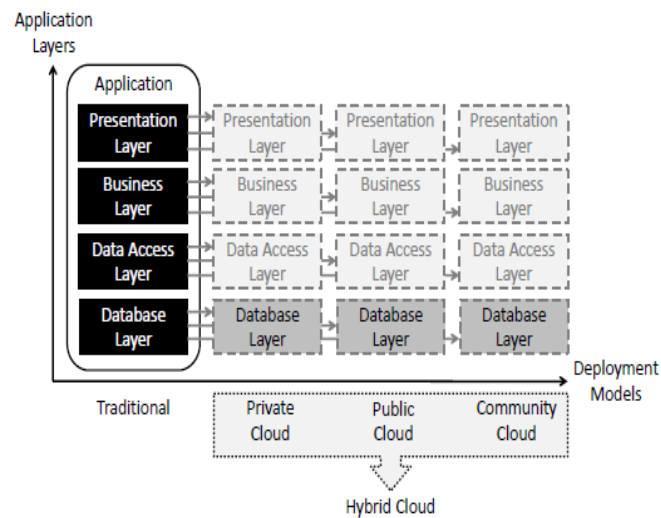 Application
Layers
Application
Presentation
Layer
Presentation
Layer
Presentation
Layer
Presentation
Layer
Business
Layer
Business
Layer
Business
Layer
Business
Layer
Data Access
Layer
Data Access
Layer
Data Access
Layer
Data Access
Layer
Database
Layer
Database
Layer
Database
Layer
Database
Layer
Deployment
Models
Traditional
Private
Cloud
Public
Cloud
Community
Cloud
Hybrid Cloud